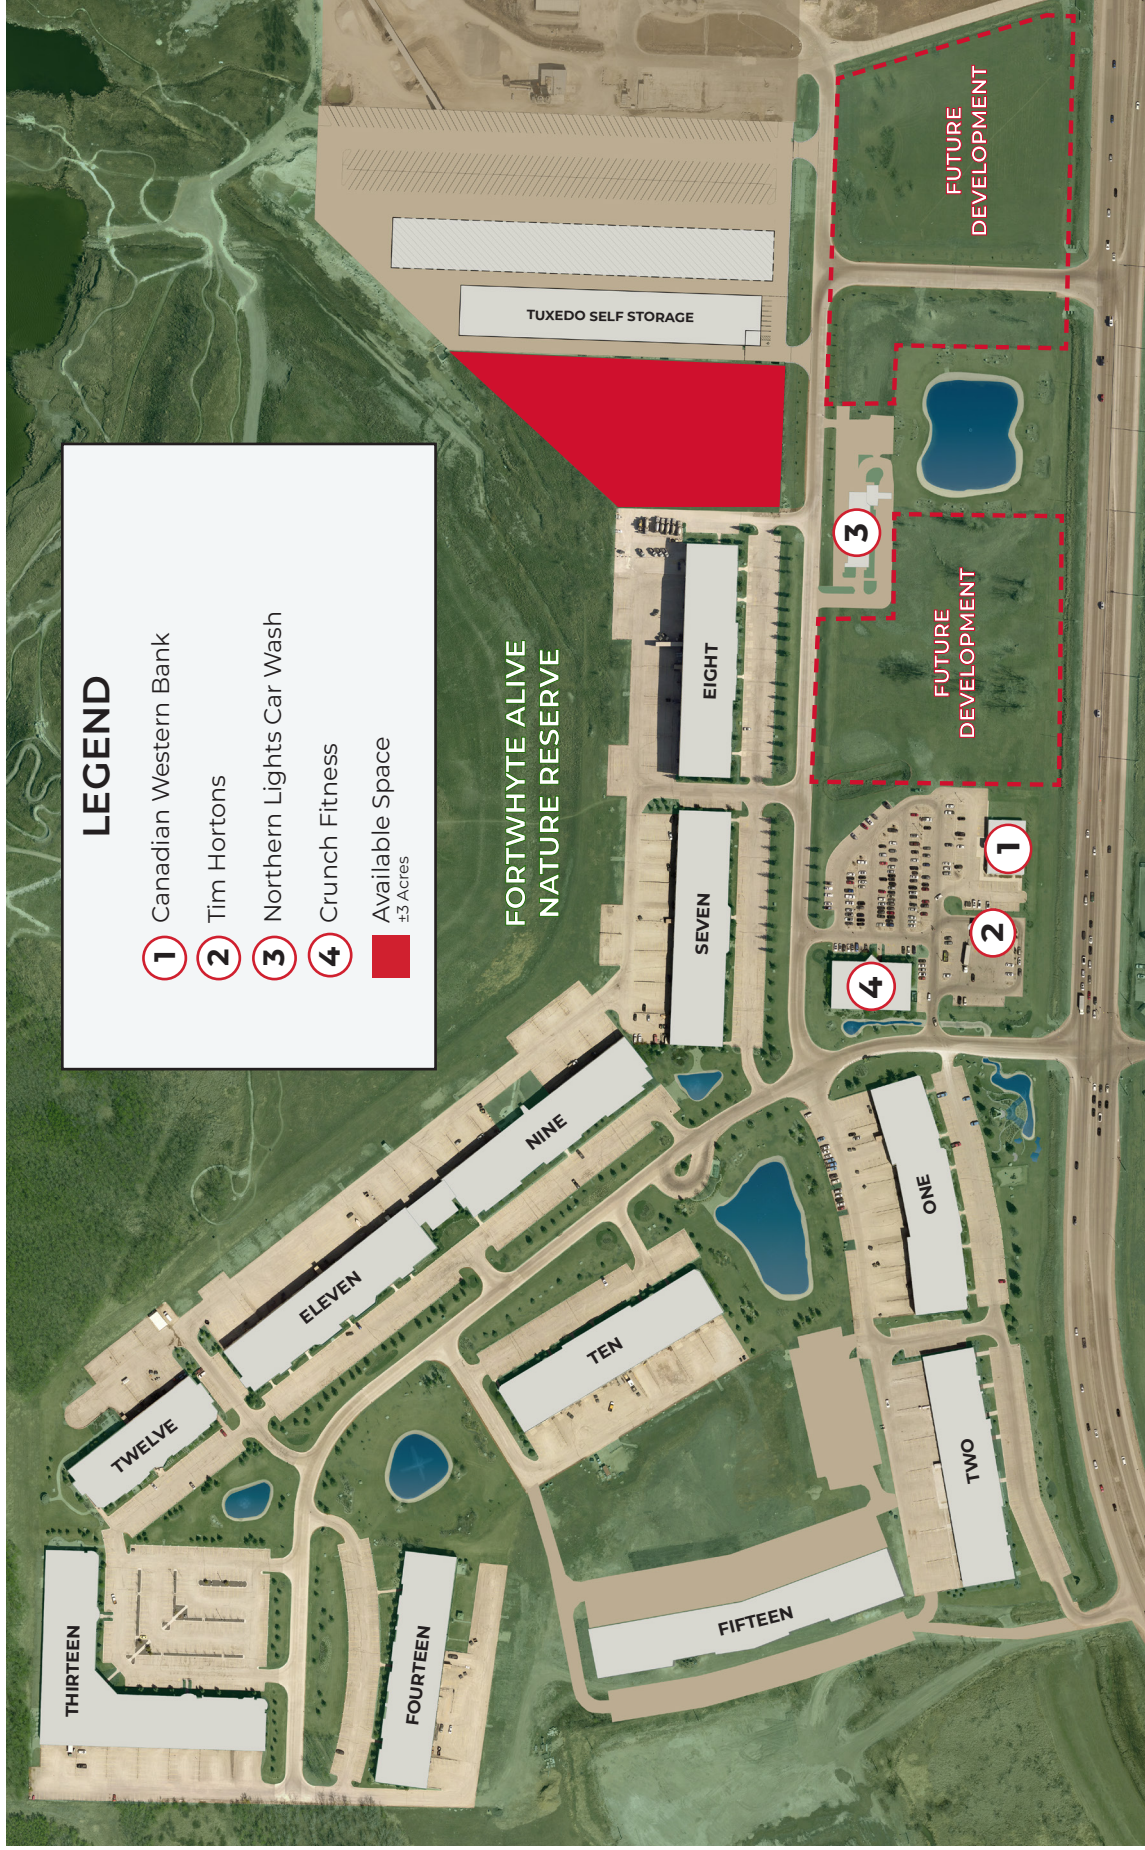 LEGEND
1 Canadian Western Bank
2 Tim Hortons
3 Northern Lights Car Wash
4 Crunch Fitness
Available Space
±3 Acres
FORTWHYTE ALIVE
NATURE RESERVE
THIRTEEN
TWELVE
ELEVEN
NINE
SEVEN
EIGHT
TUXEDO SELF STORAGE
FOURTEEN
TEN
FIFTEEN
TWO
ONE
4
2
1
3
FUTURE
DEVELOPMENT
FUTURE
DEVELOPMENT